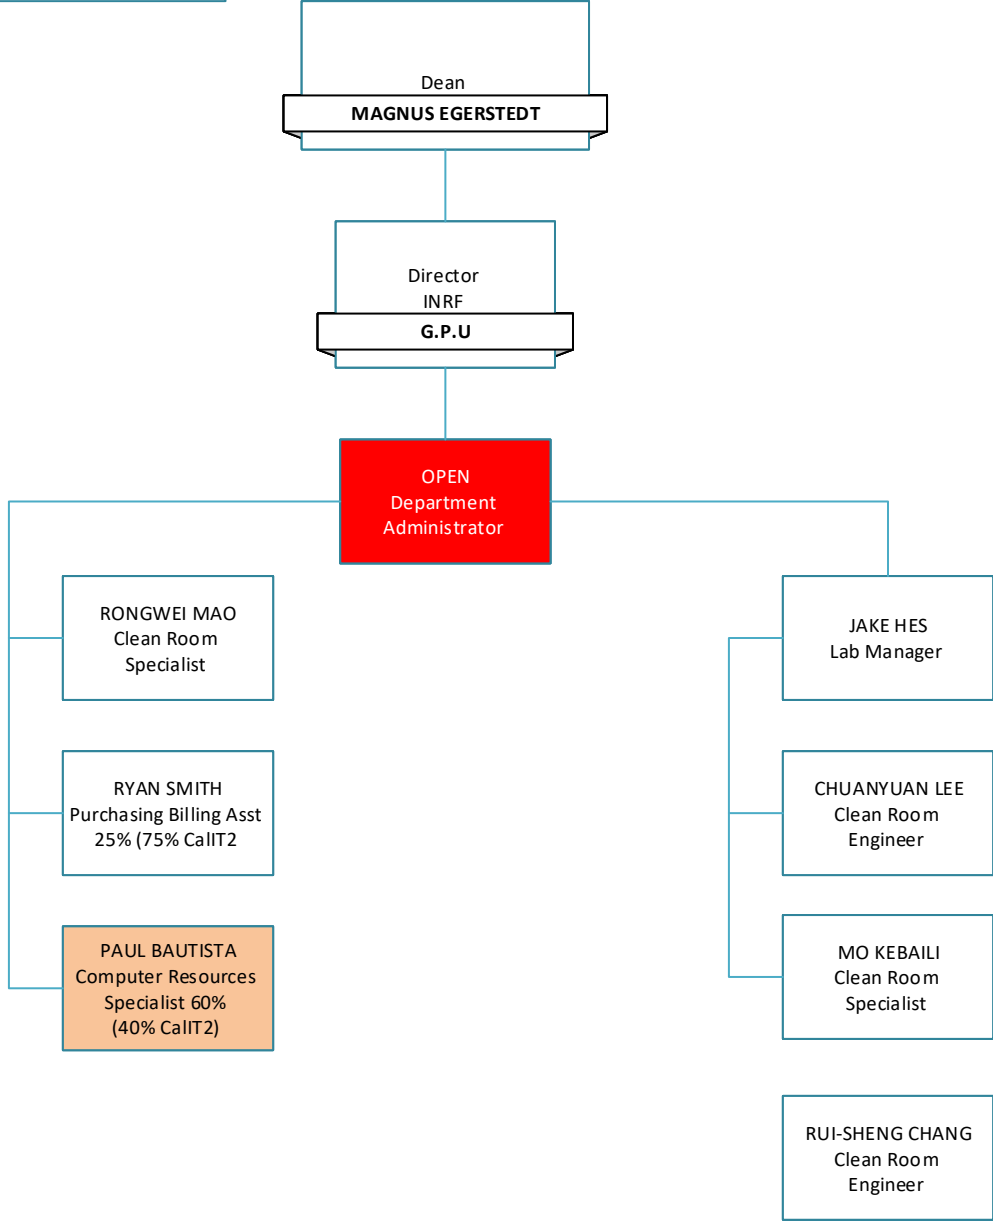 Dean
MAGNUS EGERSTEDT
Director
INRF
G.P.U
OPEN
Department
Administrator
RONGWEI MAO
Clean Room
Specialist
JAKE HES
Lab Manager
RYAN SMITH
Purchasing Billing Asst
25% (75% CalIT2
CHUANYUAN LEE
Clean Room
Engineer
PAUL BAUTISTA
Computer Resources
Specialist 60%
(40% CalIT2)
MO KEBAILI
Clean Room
Specialist
RUI-SHENG CHANG
Clean Room
Engineer